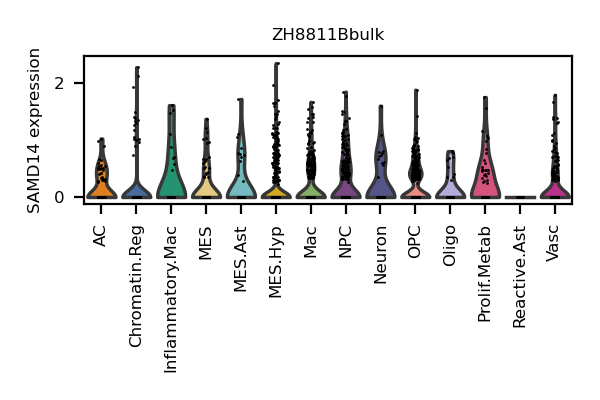 ZH8811Bbulk
SAMD14 expression
2
0
AC
Chromatin.Reg
Inflammatory.Mac
MES
MES.Ast
MES.Hyp
Mac
NPC
Neuron
OPC
Oligo
Prolif.Metab
Reactive.Ast
Vasc